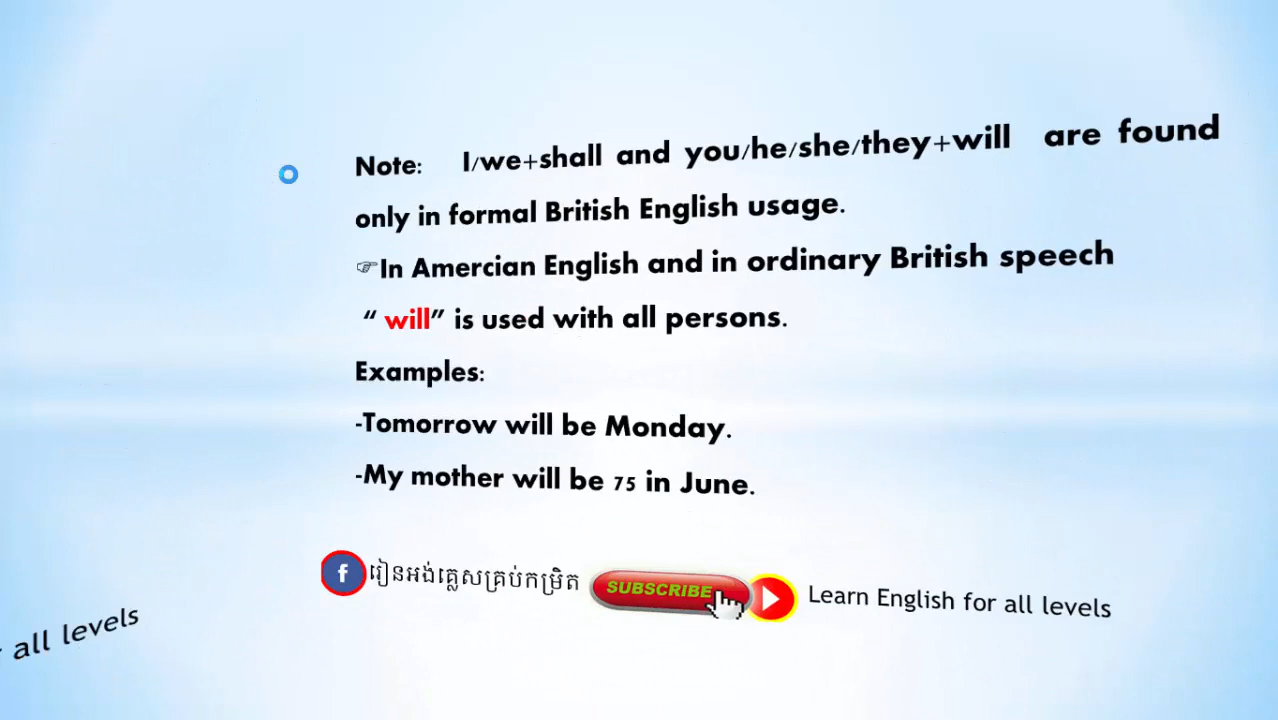 Note: I/we+shall and you/he/she/they+will are found
only in formal British English usage.
☞In Amercian English and in ordinary British speech
“ will” is used with all persons.
Examples:
-Tomorrow will be Monday.
-My mother will be 75 in June.
f រៀនអង់គ្លេសគ្រប់កម្រិត SUBSCRIBE Learn English for all levels
all levels